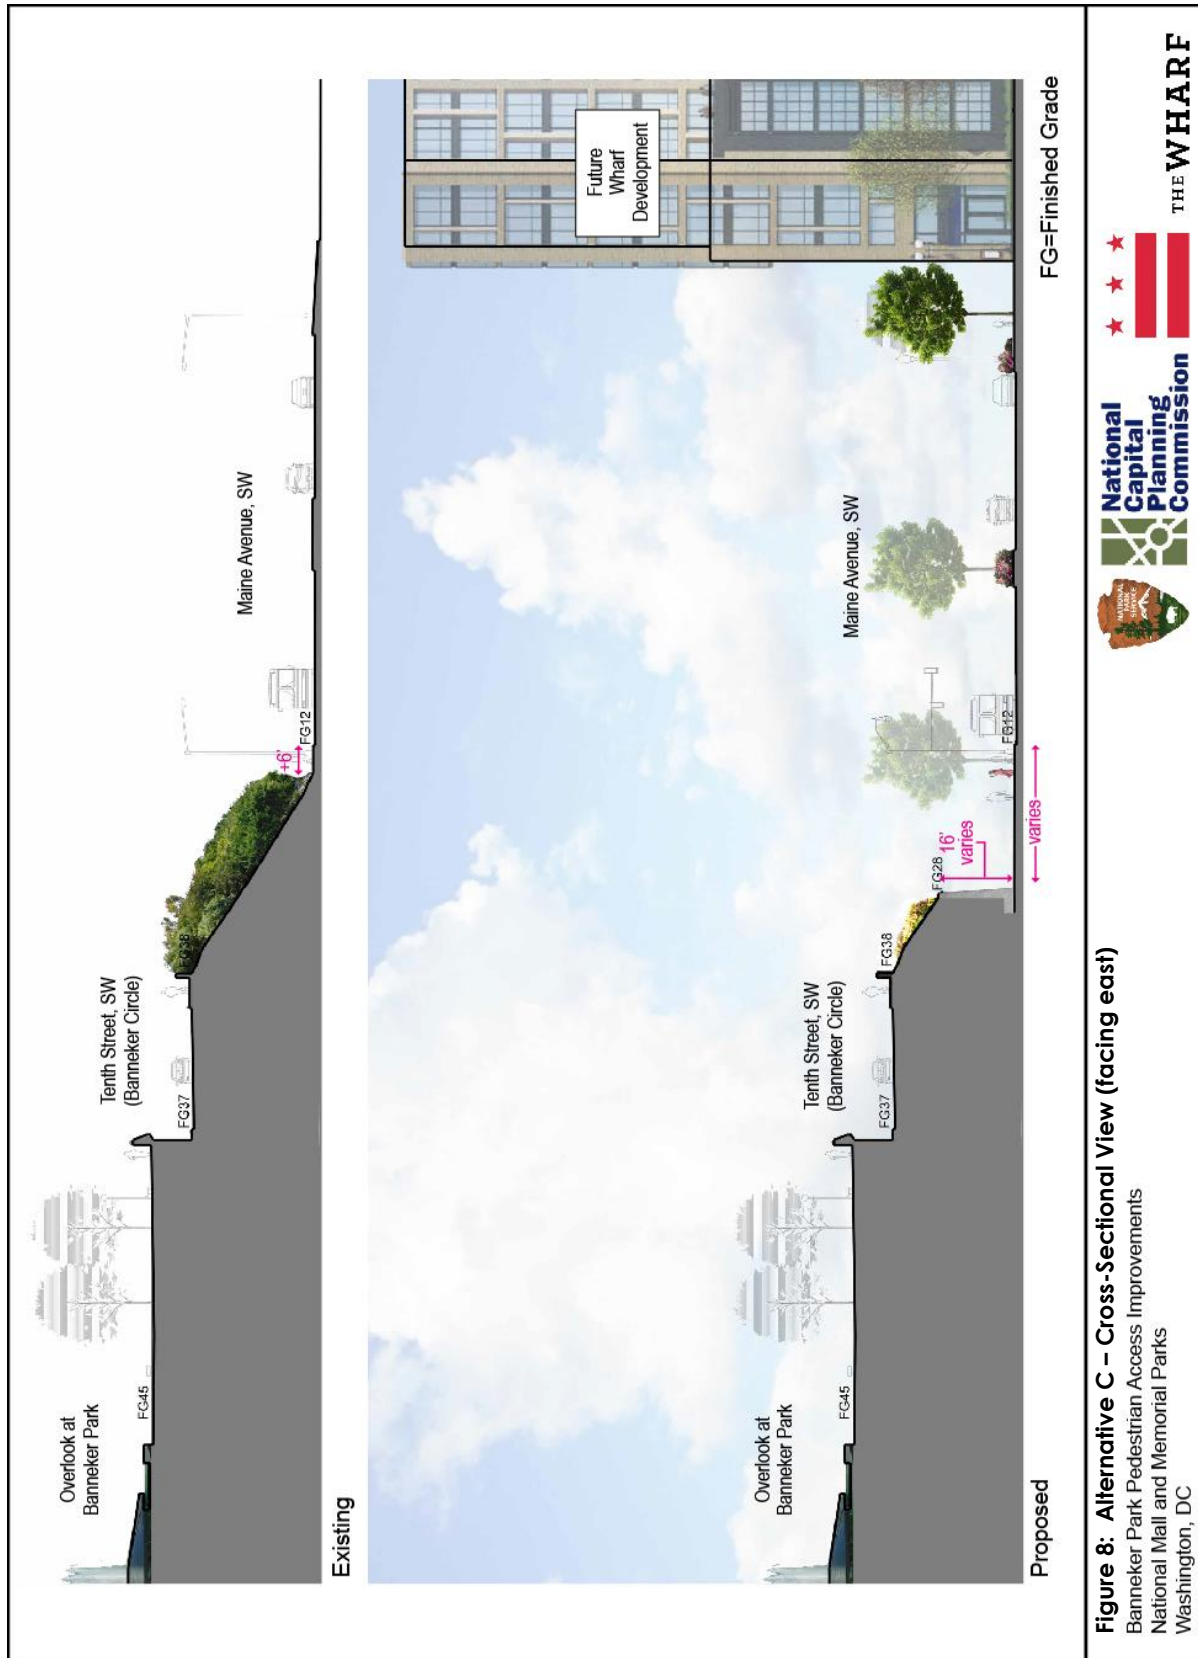 Overlook at
Banneker Park
FG45
Tenth Street, SW
(Banneker Circle)
FG37
FG38
+6'
FG12
Maine Avenue, SW
Existing
Overlook at
Banneker Park
FG45
Tenth Street, SW
(Banneker Circle)
FG37
FG38
FG28
16'
varies
varies
FG12
Maine Avenue, SW
Future
Wharf
Development
Proposed
FG=Finished Grade
Figure 8: Alternative C – Cross-Sectional View (facing east)
Banneker Park Pedestrian Access Improvements
National Mall and Memorial Parks
Washington, DC
NATIONAL
PARK
SERVICE
National
Capital
Planning
Commission
THE WHARF